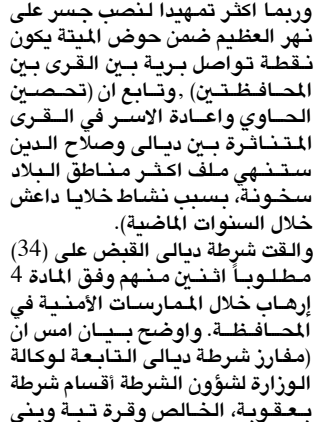 وربما اكثر تمهيدا لنصب جسر على
نهر العظيم ضمن حوض الميتة يكون
نقطة تواصل برية بين القرى بين
المحافظتين) ,وتابع ان (تحصين
الحاوي واعادة الاسر في القرى
المتناثرة بين ديالى وصلاح الدين
ستنهي ملف اكثر مناطق البلاد
سخونة، بسبب نشاط خلايا داعش
خلال السنوات الماضية).
والقت شرطة ديالى القبض على (34)
مطلوباً اثنين منهم وفق المادة 4
إرهاب خلال الممارسات الأمنية في
المحافظة. واوضح بيان امس ان
(مفارز شرطة ديالى التابعة لوكالة
الوزارة لشؤون الشرطة أقسام شرطة
بعقوبة، الخالص وقرة تبة وبني